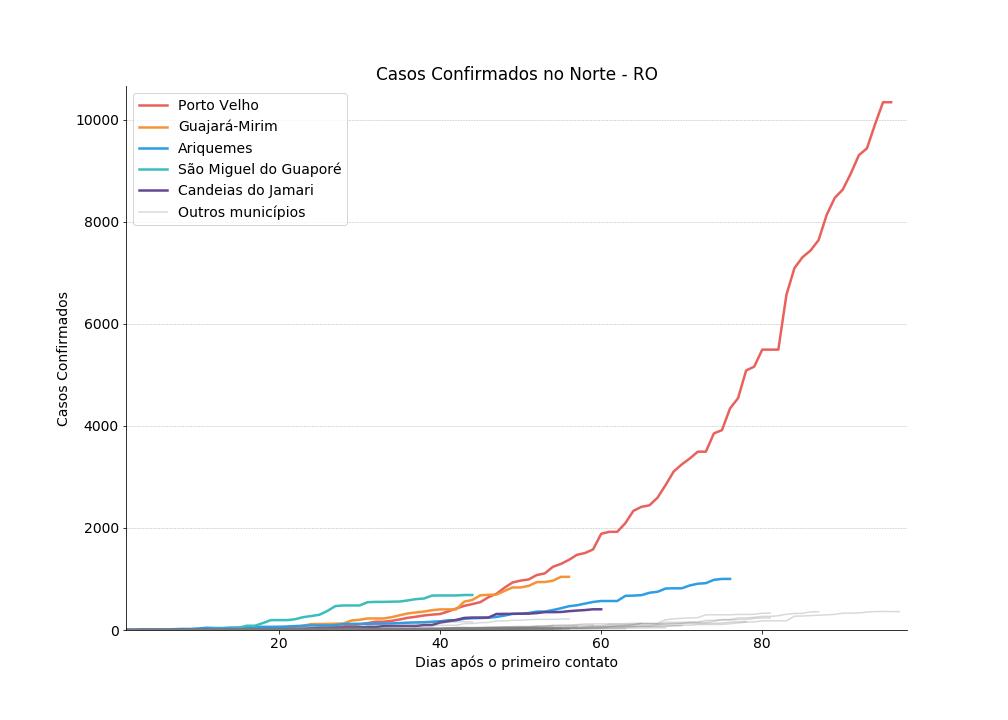 Casos Confirmados no Norte - RO
Porto Velho
Guajará-Mirim
Ariquemes
São Miguel do Guaporé
Candeias do Jamari
Outros municípios
10000
8000
6000
4000
2000
0
Casos Confirmados
20
40
60
80
Dias após o primeiro contato